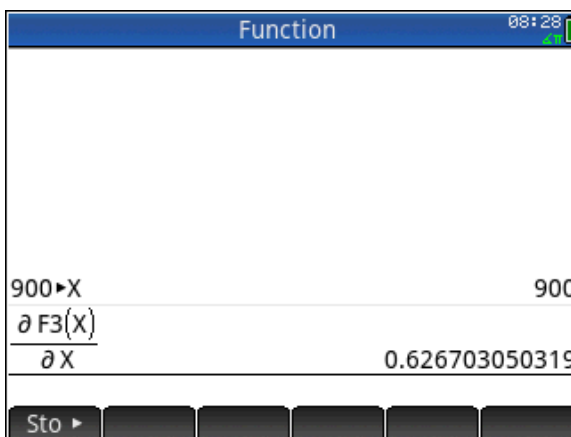 Function
08:28
∡π
900▶X
900
∂ F3(X)
∂ X
0.626703050319
Sto ▶